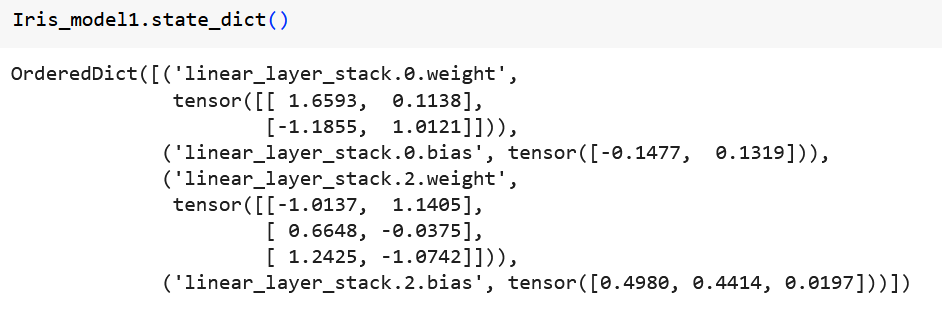 Iris_model1.state_dict()
OrderedDict([('linear_layer_stack.0.weight',
tensor([[ 1.6593,  0.1138],
[-1.1855,  1.0121]])),
('linear_layer_stack.0.bias', tensor([-0.1477,  0.1319])),
('linear_layer_stack.2.weight',
tensor([[-1.0137,  1.1405],
[ 0.6648, -0.0375],
[ 1.2425, -1.0742]])),
('linear_layer_stack.2.bias', tensor([0.4980, 0.4414, 0.0197]))])